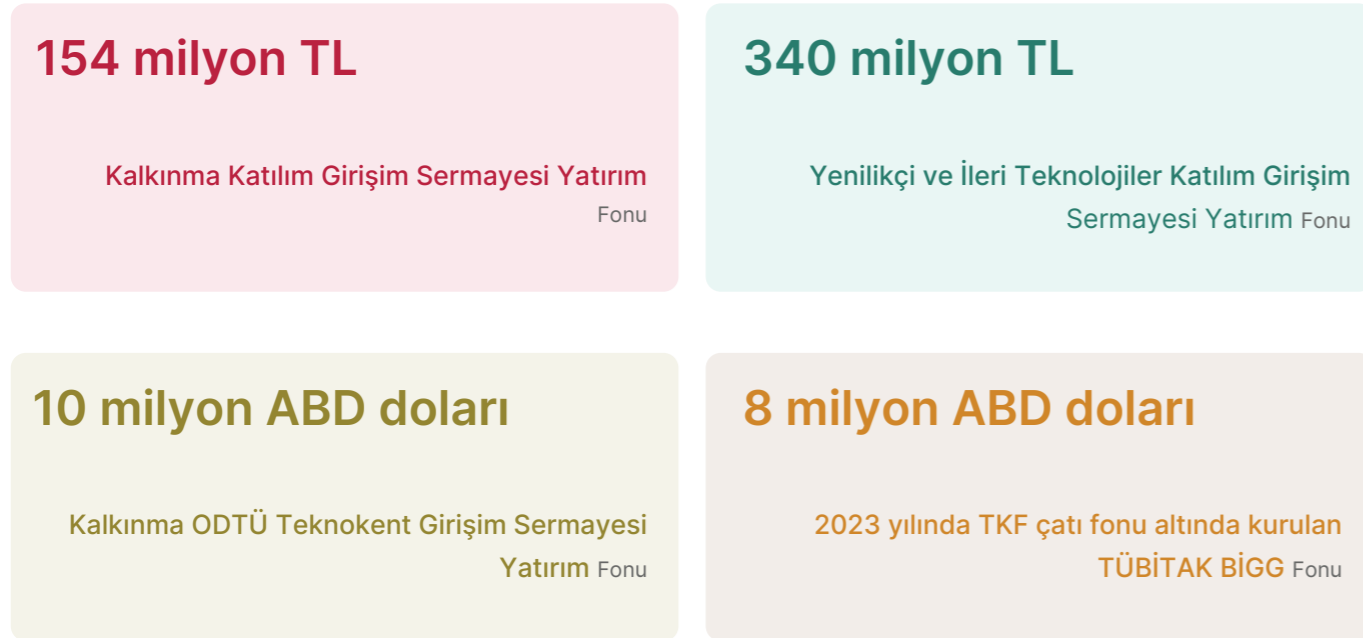 154 milyon TL
Kalkınma Katılım Girişim Sermayesi Yatırım
Fonu
340 milyon TL
Yenilikçi ve İleri Teknolojiler Katılım Girişim
Sermayesi Yatırım Fonu
10 milyon ABD doları
Kalkınma ODTÜ Teknokent Girişim Sermayesi
Yatırım Fonu
8 milyon ABD doları
2023 yılında TKF çatı fonu altında kurulan
TÜBİTAK BİGG Fonu